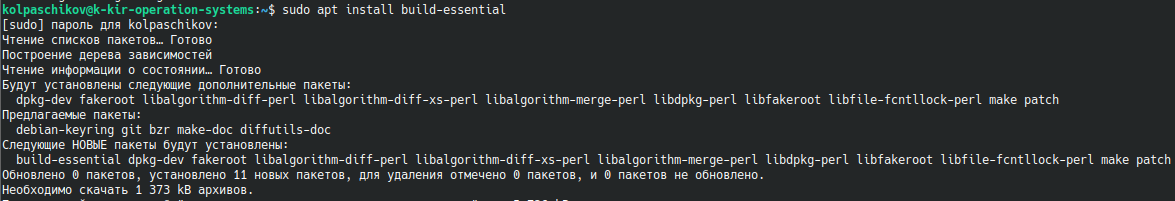 kolpaschikov@k-kir-operation-systems:~$ sudo apt install build-essential
[sudo] пароль для kolpaschikov:
Чтение списков пакетов… Готово
Построение дерева зависимостей
Чтение информации о состоянии… Готово
Будут установлены следующие дополнительные пакеты:
  dpkg-dev fakeroot libalgorithm-diff-perl libalgorithm-diff-xs-perl libalgorithm-merge-perl libdpkg-perl libfakeroot libfile-fcntllock-perl make patch
Предлагаемые пакеты:
  debian-keyring git bzr make-doc diffutils-doc
Следующие НОВЫЕ пакеты будут установлены:
  build-essential dpkg-dev fakeroot libalgorithm-diff-perl libalgorithm-diff-xs-perl libalgorithm-merge-perl libdpkg-perl libfakeroot libfile-fcntllock-perl make patch
Обновлено 0 пакетов, установлено 11 новых пакетов, для удаления отмечено 0 пакетов, и 0 пакетов не обновлено.
Необходимо скачать 1 373 kB архивов.